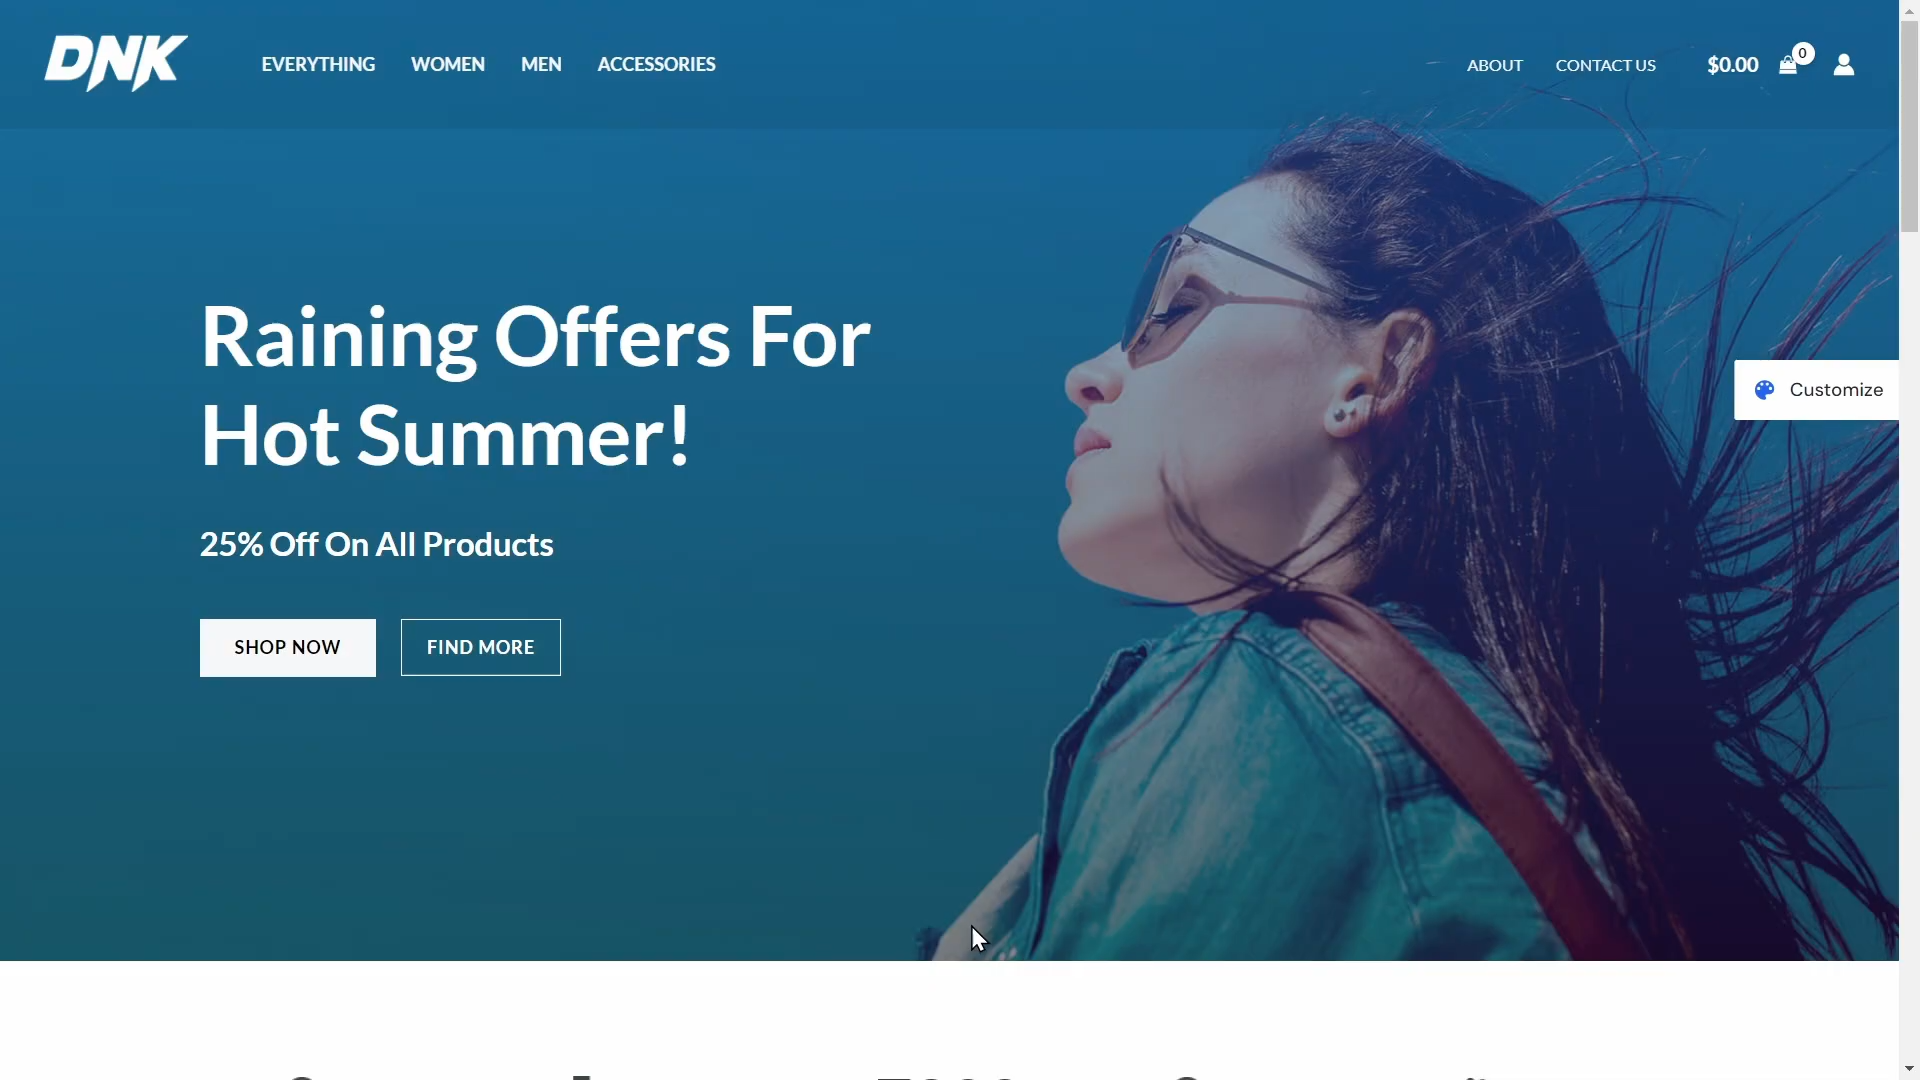 DNK
EVERYTHING WOMEN MEN ACCESSORIES
ABOUT CONTACT US $0.00 0
Raining Offers For
Hot Summer!
25% Off On All Products
SHOP NOW FIND MORE
Customize